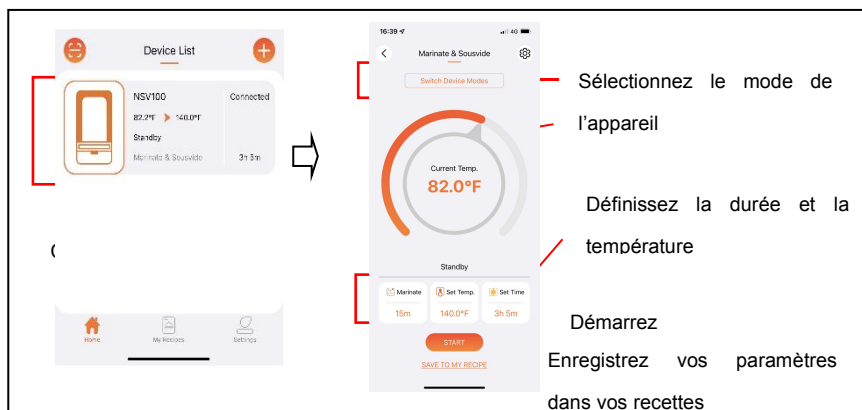 Device List
NSV100
Connected
82.2°F 140.0°F
Standby
Marinate & Sousvide
3h 5m
Home
My Recipes
Settings
16:39
4G
Marinate & Sousvide
Switch Device Modes
Current Temp.
82.0°F
Standby
Marinate
Set Temp.
Set Time
15m
140.0°F
3h 5m
START
SAVE TO MY RECIPE
Sélectionnez le mode de
l'appareil
Définissez la durée et la
température
Démarrez
Enregistrez vos paramètres
dans vos recettes